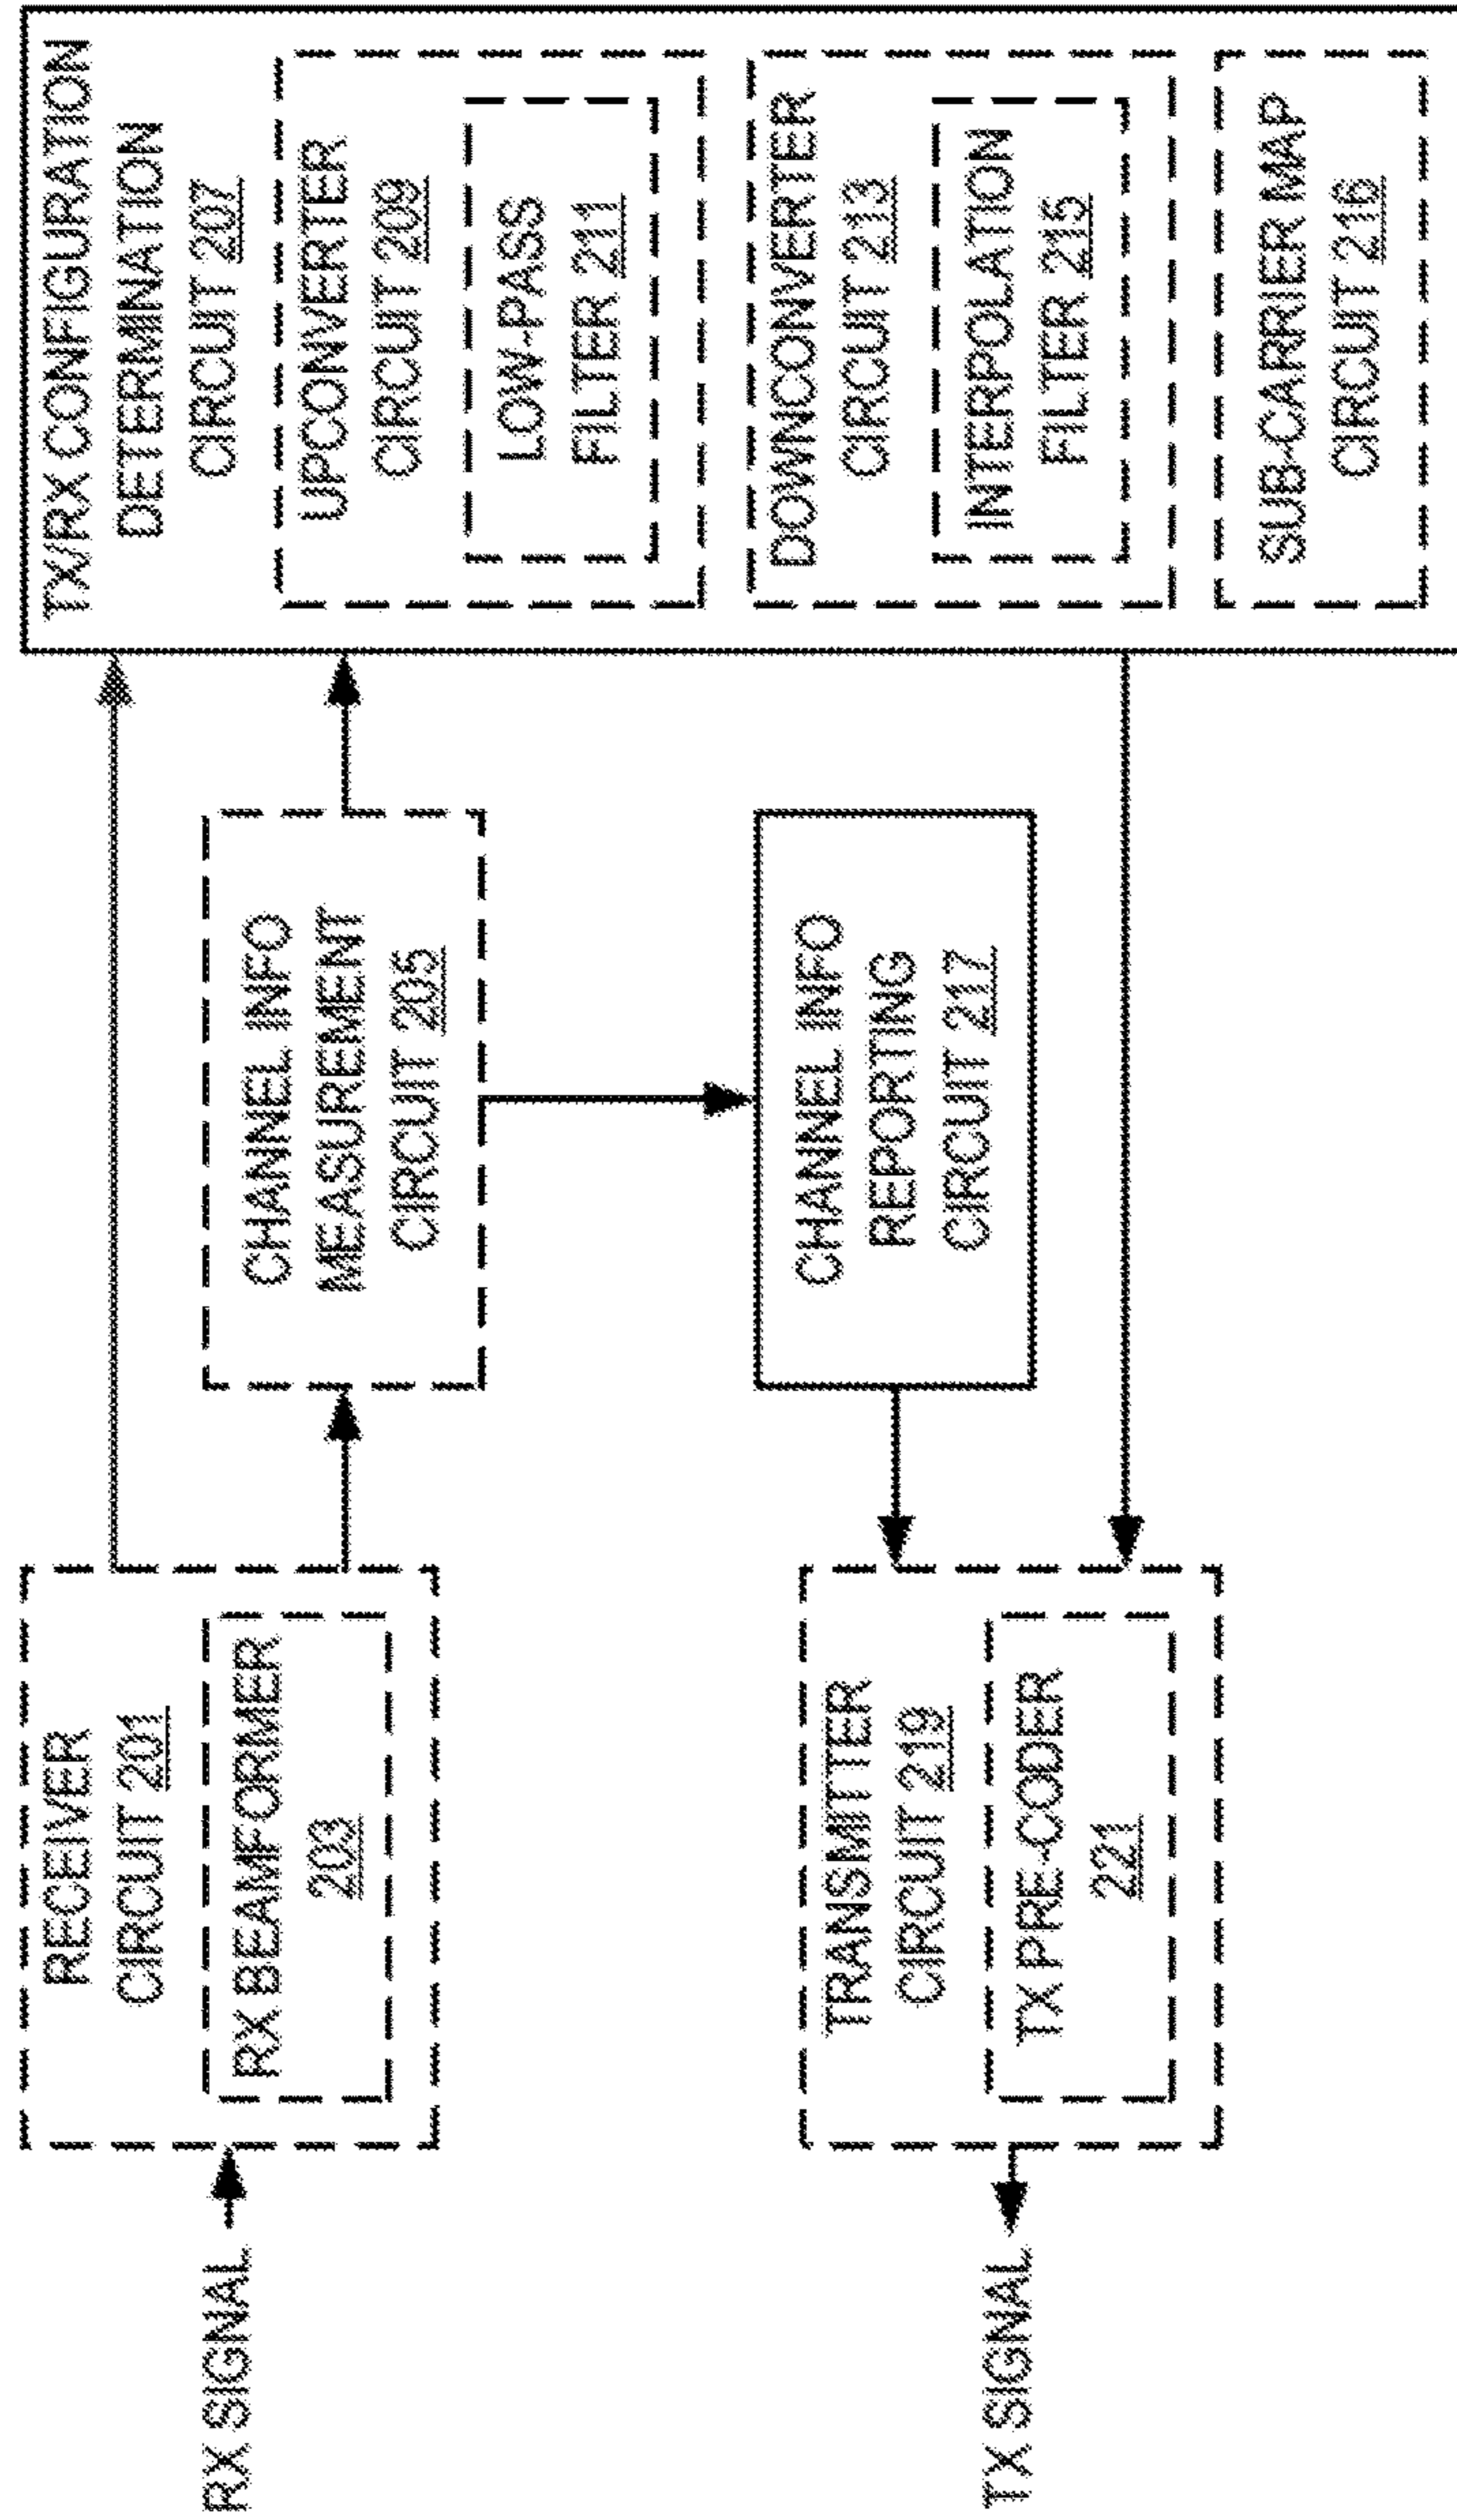 RX SIGNAL
RECEIVER
CIRCUIT 201
RX BEAMFORMER
203
CHANNEL INFO
MEASUREMENT
CIRCUIT 205
TX/RX CONFIGURATION
DETERMINATION
CIRCUIT 207
UPCONVERTER
CIRCUIT 209
LOW-PASS
FILTER 211
DOWNCONVERTER
CIRCUIT 213
INTERPOLATION
FILTER 215
SUB-CARRIER MAP
CIRCUIT 216
CHANNEL INFO
REPORTING
CIRCUIT 217
TX SIGNAL
TRANSMITTER
CIRCUIT 219
TX PRE-CODER
221